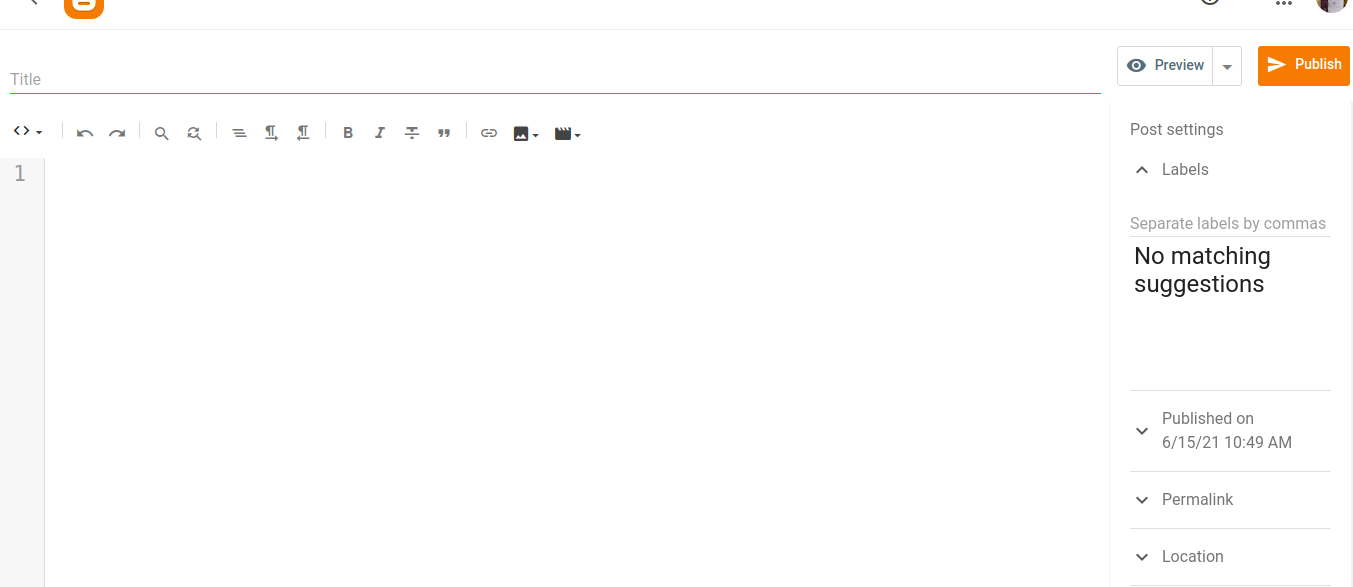 Title
Preview
Publish
<>
B I
1
Post settings
Labels
Separate labels by commas
No matching
suggestions
Published on
6/15/21 10:49 AM
Permalink
Location